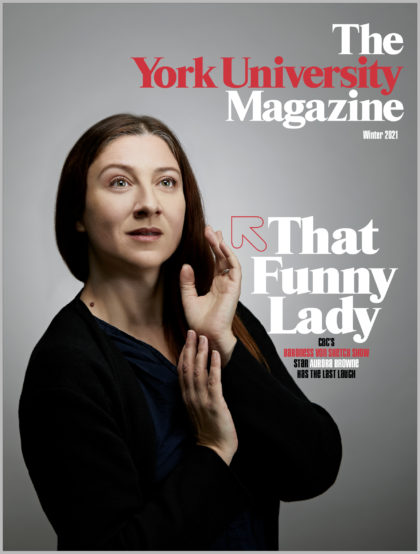 The
York University
Magazine
Winter 2021
That
Funny
Lady
CBC'S
BARONESS VON SKETCH SHOW
STAR AURORA BROWNE
HAS THE LAST LAUGH